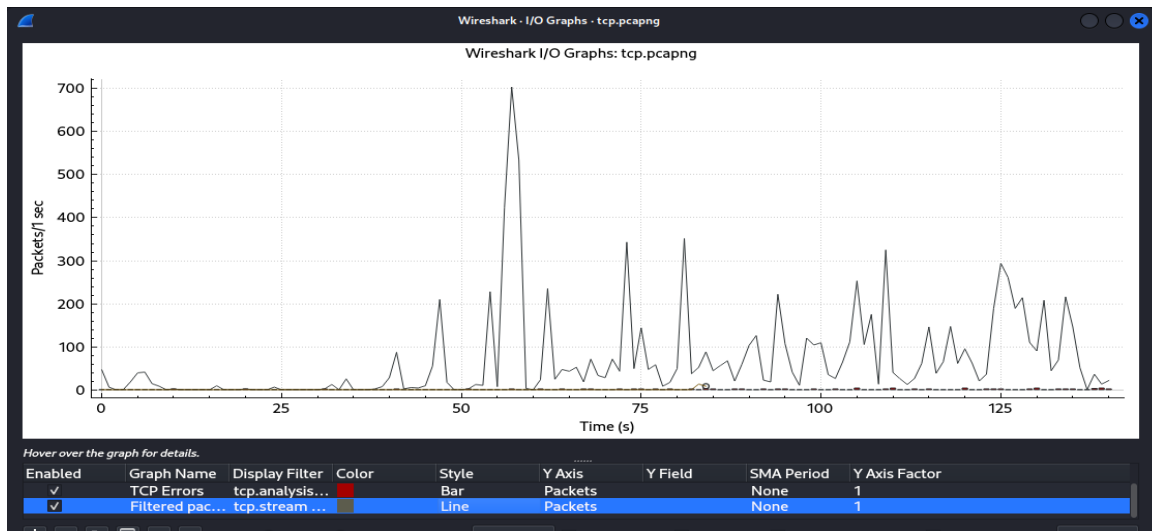 Wireshark · I/O Graphs · tcp.pcapng
Wireshark I/O Graphs: tcp.pcapng
700
600
500
400
300
200
100
0
Packets/1 sec
0 25 50 75 100 125
Time (s)
Hover over the graph for details.
Enabled Graph Name Display Filter Color Style Y Axis Y Field SMA Period Y Axis Factor
TCP Errors tcp.analysis... Bar Packets None 1
Filtered pac... tcp.stream ... Line Packets None 1